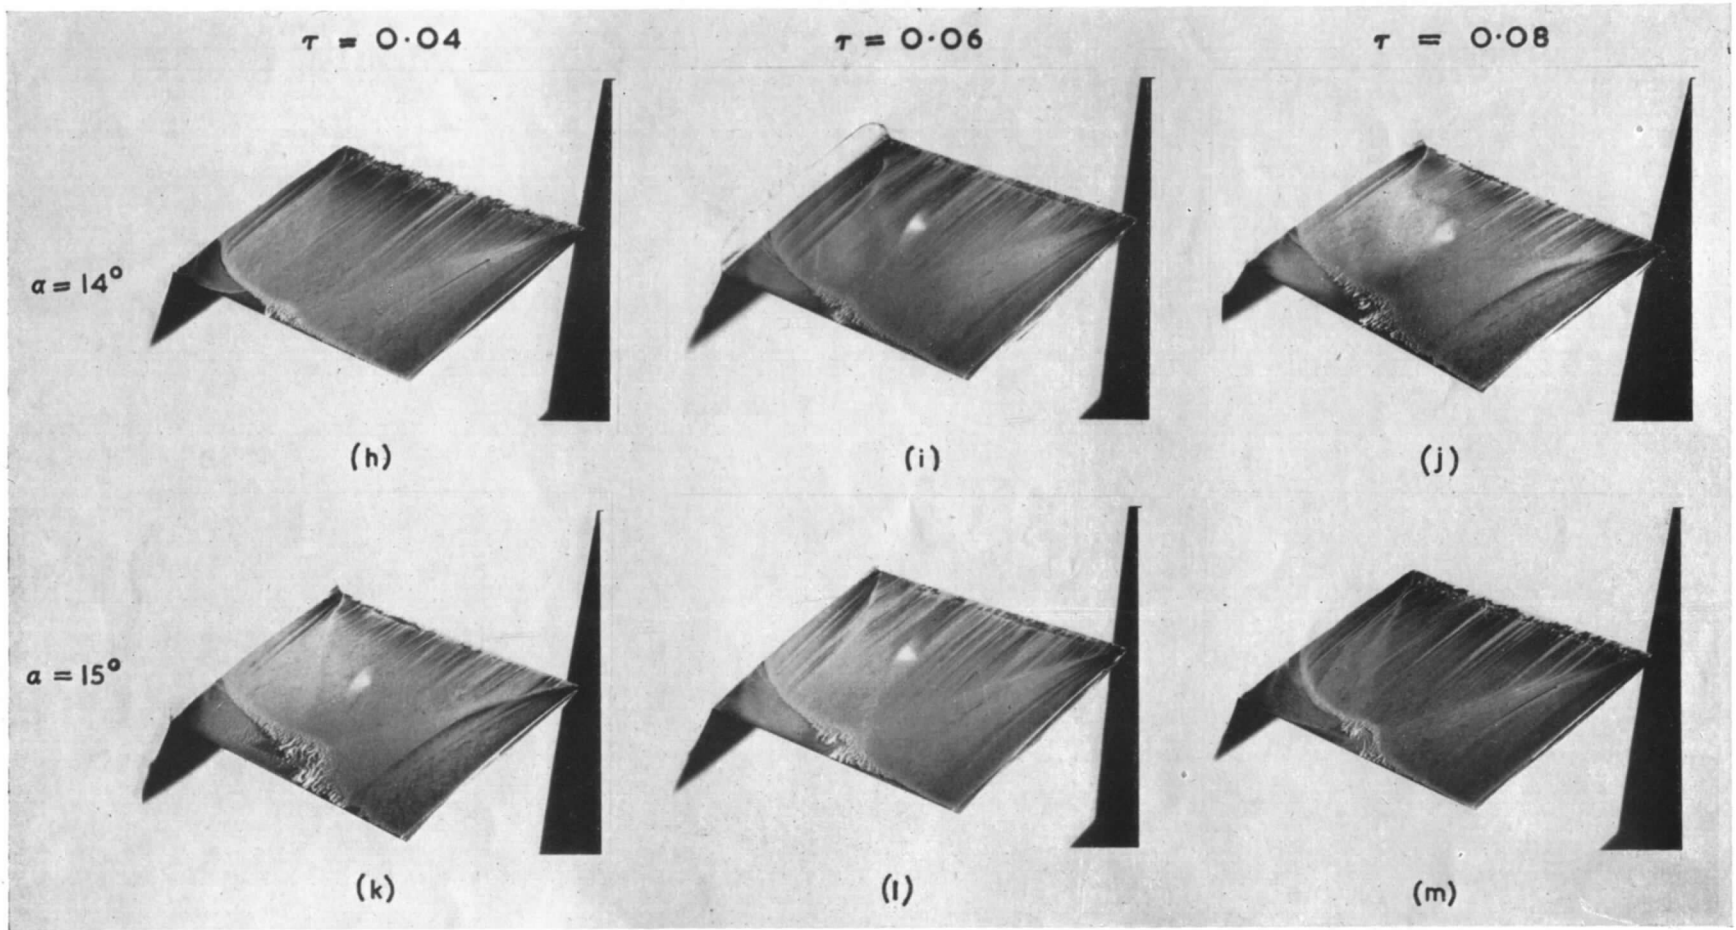 τ = 0·04 τ = 0·06 τ = 0·08
α = 14°
(h) (i) (j)
α = 15°
(k) (l) (m)